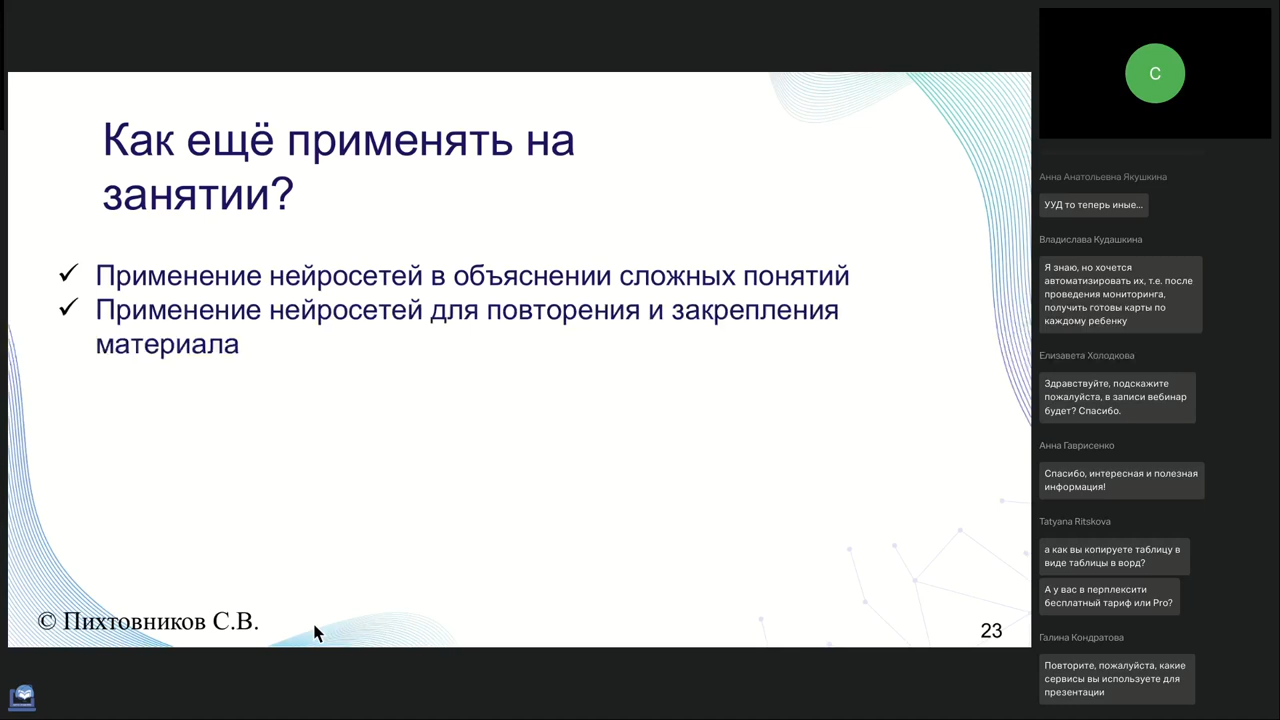 Как ещё применять на
занятии?
✓ Применение нейросетей в объяснении сложных понятий
✓ Применение нейросетей для повторения и закрепления
материала
© Пихтовников С.В.
23
С
Анна Анатольевна Якушкина
УУД то теперь иные...
Владислава Кудашкина
Я знаю, но хочется
автоматизировать их, т.е. после
проведения мониторинга,
получить готовы карты по
каждому ребенку
Елизавета Холодкова
Здравствуйте, подскажите
пожалуйста, в записи вебинар
будет? Спасибо.
Анна Гаврисенко
Спасибо, интересная и полезная
информация!
Tatyana Ritskova
а как вы копируете таблицу в
виде таблицы в ворд?
А у вас в перплексити
бесплатный тариф или Pro?
Галина Кондратова
Повторите, пожалуйста, какие
сервисы вы используете для
презентации